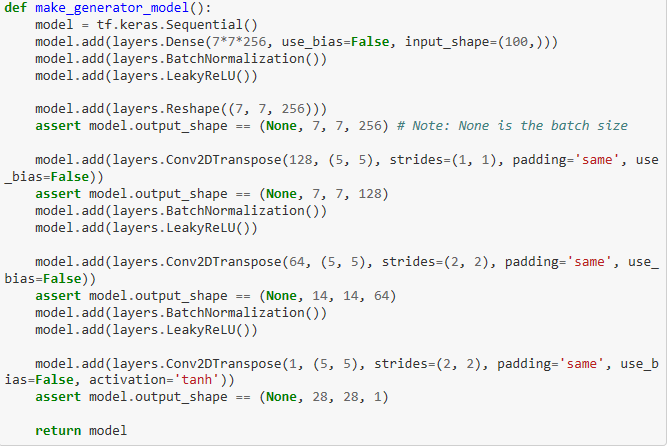 def make_generator_model():
    model = tf.keras.Sequential()
    model.add(layers.Dense(7*7*256, use_bias=False, input_shape=(100,)))
    model.add(layers.BatchNormalization())
    model.add(layers.LeakyReLU())

    model.add(layers.Reshape((7, 7, 256)))
    assert model.output_shape == (None, 7, 7, 256) # Note: None is the batch size

    model.add(layers.Conv2DTranspose(128, (5, 5), strides=(1, 1), padding='same', use
_bias=False))
    assert model.output_shape == (None, 7, 7, 128)
    model.add(layers.BatchNormalization())
    model.add(layers.LeakyReLU())

    model.add(layers.Conv2DTranspose(64, (5, 5), strides=(2, 2), padding='same', use_
bias=False))
    assert model.output_shape == (None, 14, 14, 64)
    model.add(layers.BatchNormalization())
    model.add(layers.LeakyReLU())

    model.add(layers.Conv2DTranspose(1, (5, 5), strides=(2, 2), padding='same', use_b
ias=False, activation='tanh'))
    assert model.output_shape == (None, 28, 28, 1)

    return model